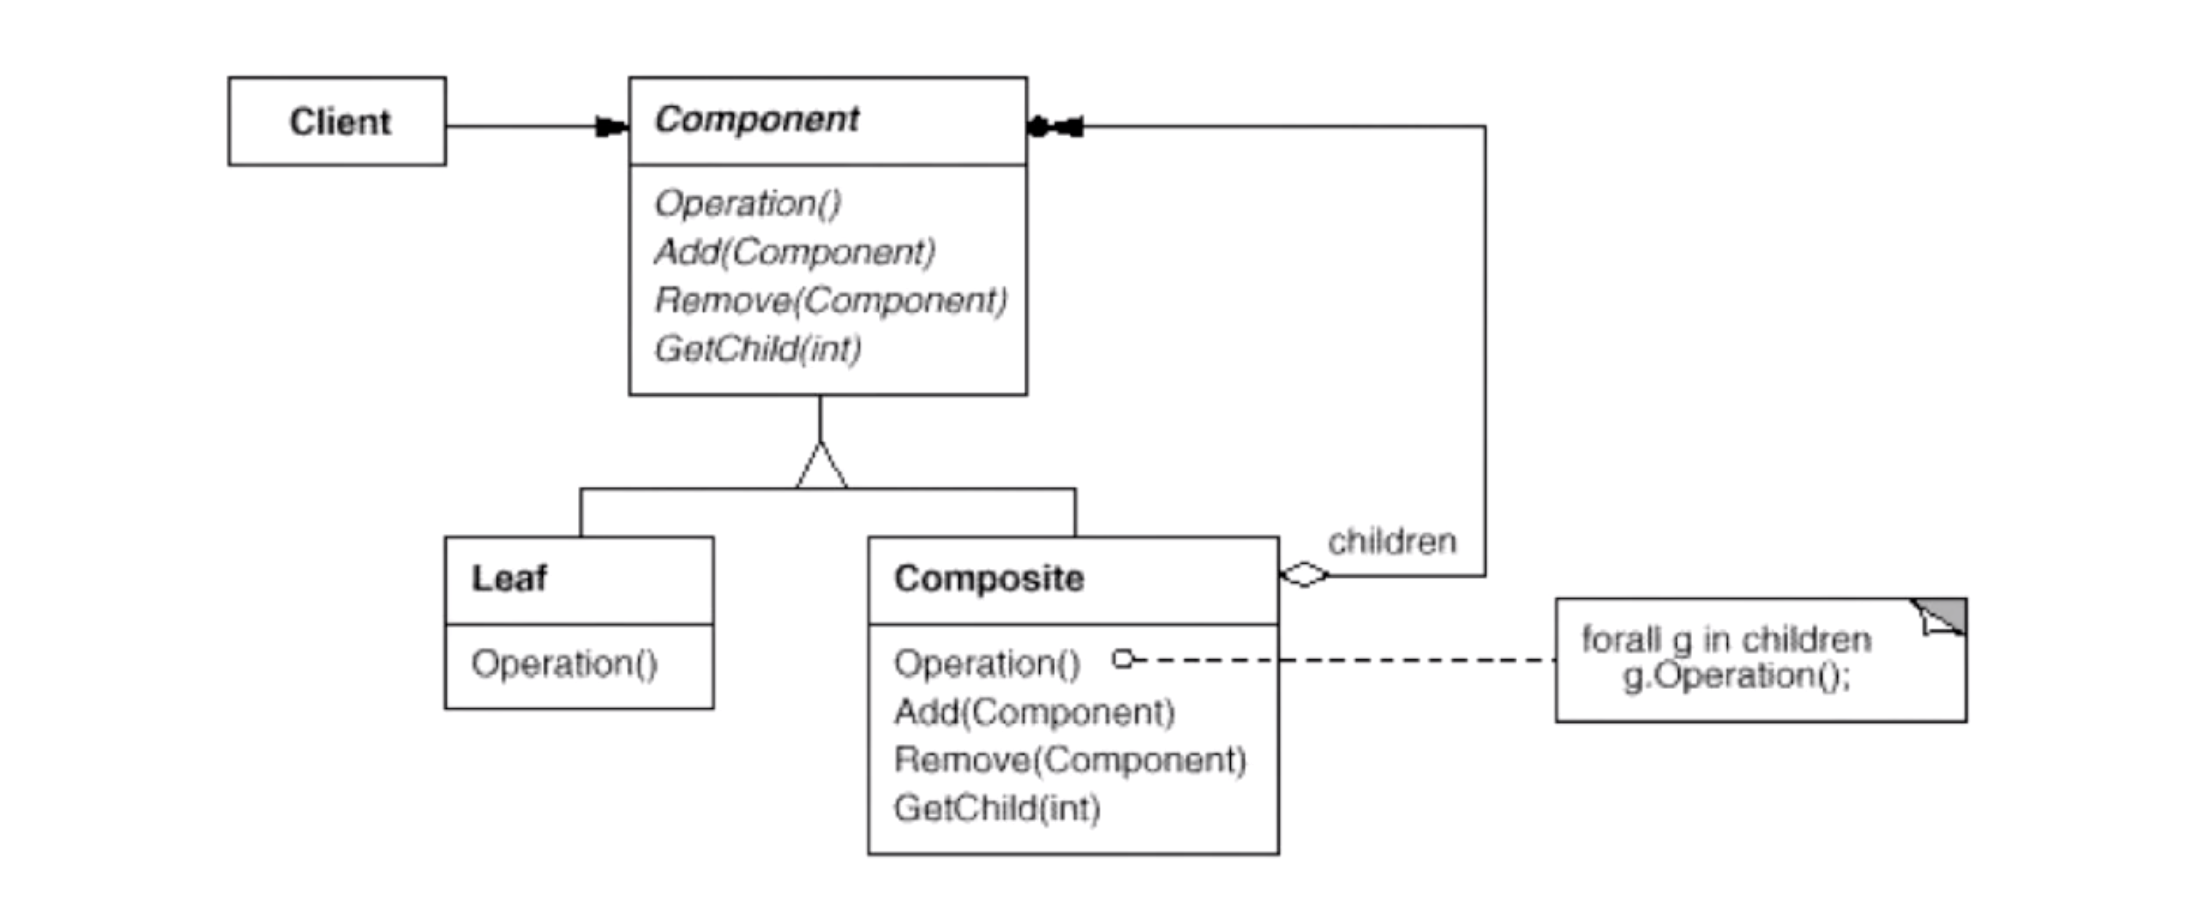 Client
Component
Operation()
Add(Component)
Remove(Component)
GetChild(int)
children
Leaf
Operation()
Composite
Operation()
Add(Component)
Remove(Component)
GetChild(int)
forall g in children
g.Operation();